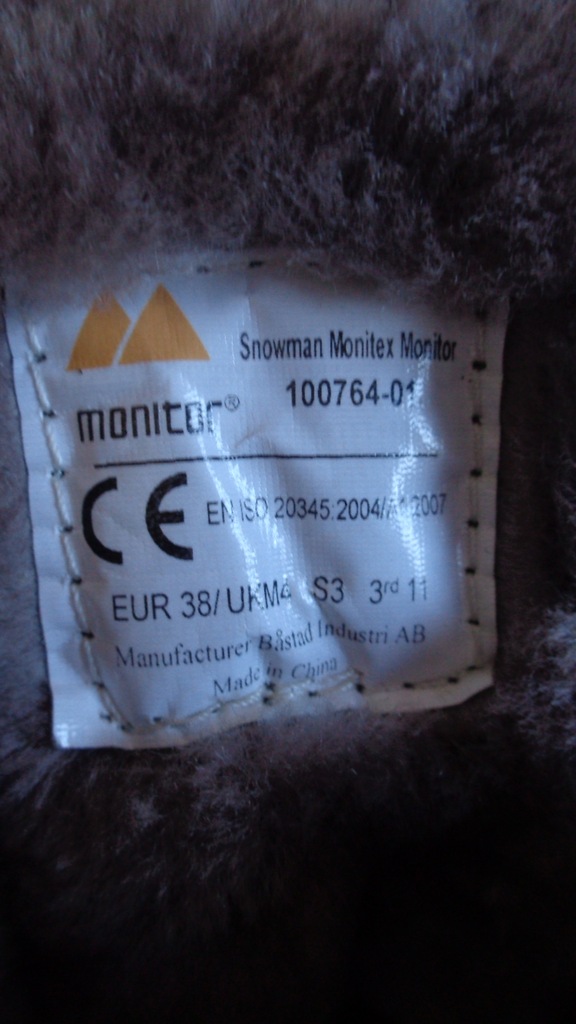 Snowman Monitex Monitor
100764-01
monitor®
CE EN ISO 20345:2004/A1:2007
EUR 38/ UKM4 S3 3rd 11
Manufacturer Båstad Industri AB
Made in China